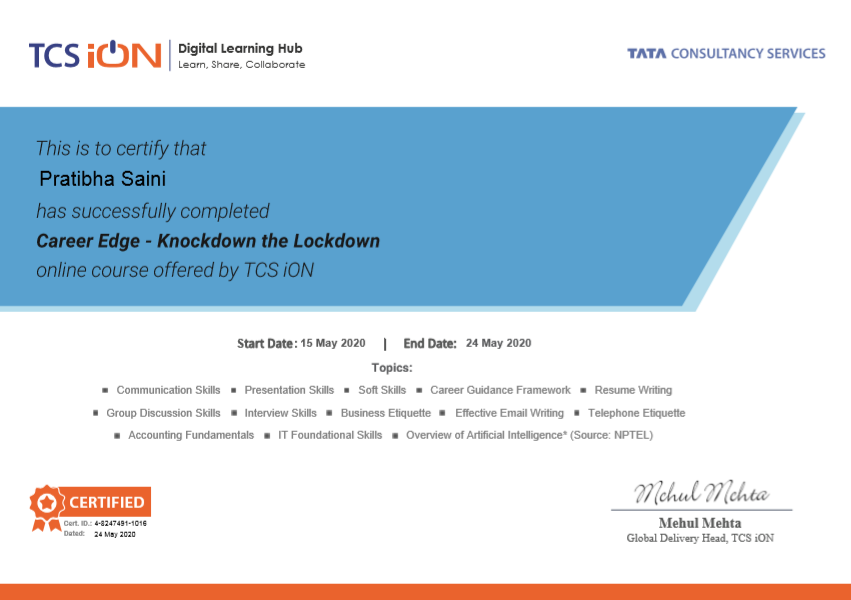 TCS iON
Digital Learning Hub
Learn, Share, Collaborate
TATA CONSULTANCY SERVICES
This is to certify that
Pratibha Saini
has successfully completed
Career Edge - Knockdown the Lockdown
online course offered by TCS iON
Start Date: 15 May 2020 | End Date: 24 May 2020
Topics:
▪ Communication Skills ▪ Presentation Skills ▪ Soft Skills ▪ Career Guidance Framework ▪ Resume Writing
▪ Group Discussion Skills ▪ Interview Skills ▪ Business Etiquette ▪ Effective Email Writing ▪ Telephone Etiquette
▪ Accounting Fundamentals ▪ IT Foundational Skills ▪ Overview of Artificial Intelligence* (Source: NPTEL)
CERTIFIED
Cert. ID.: 4-8247491-1016
Dated: 24 May 2020
Mehul Mehta
Mehul Mehta
Global Delivery Head, TCS iON